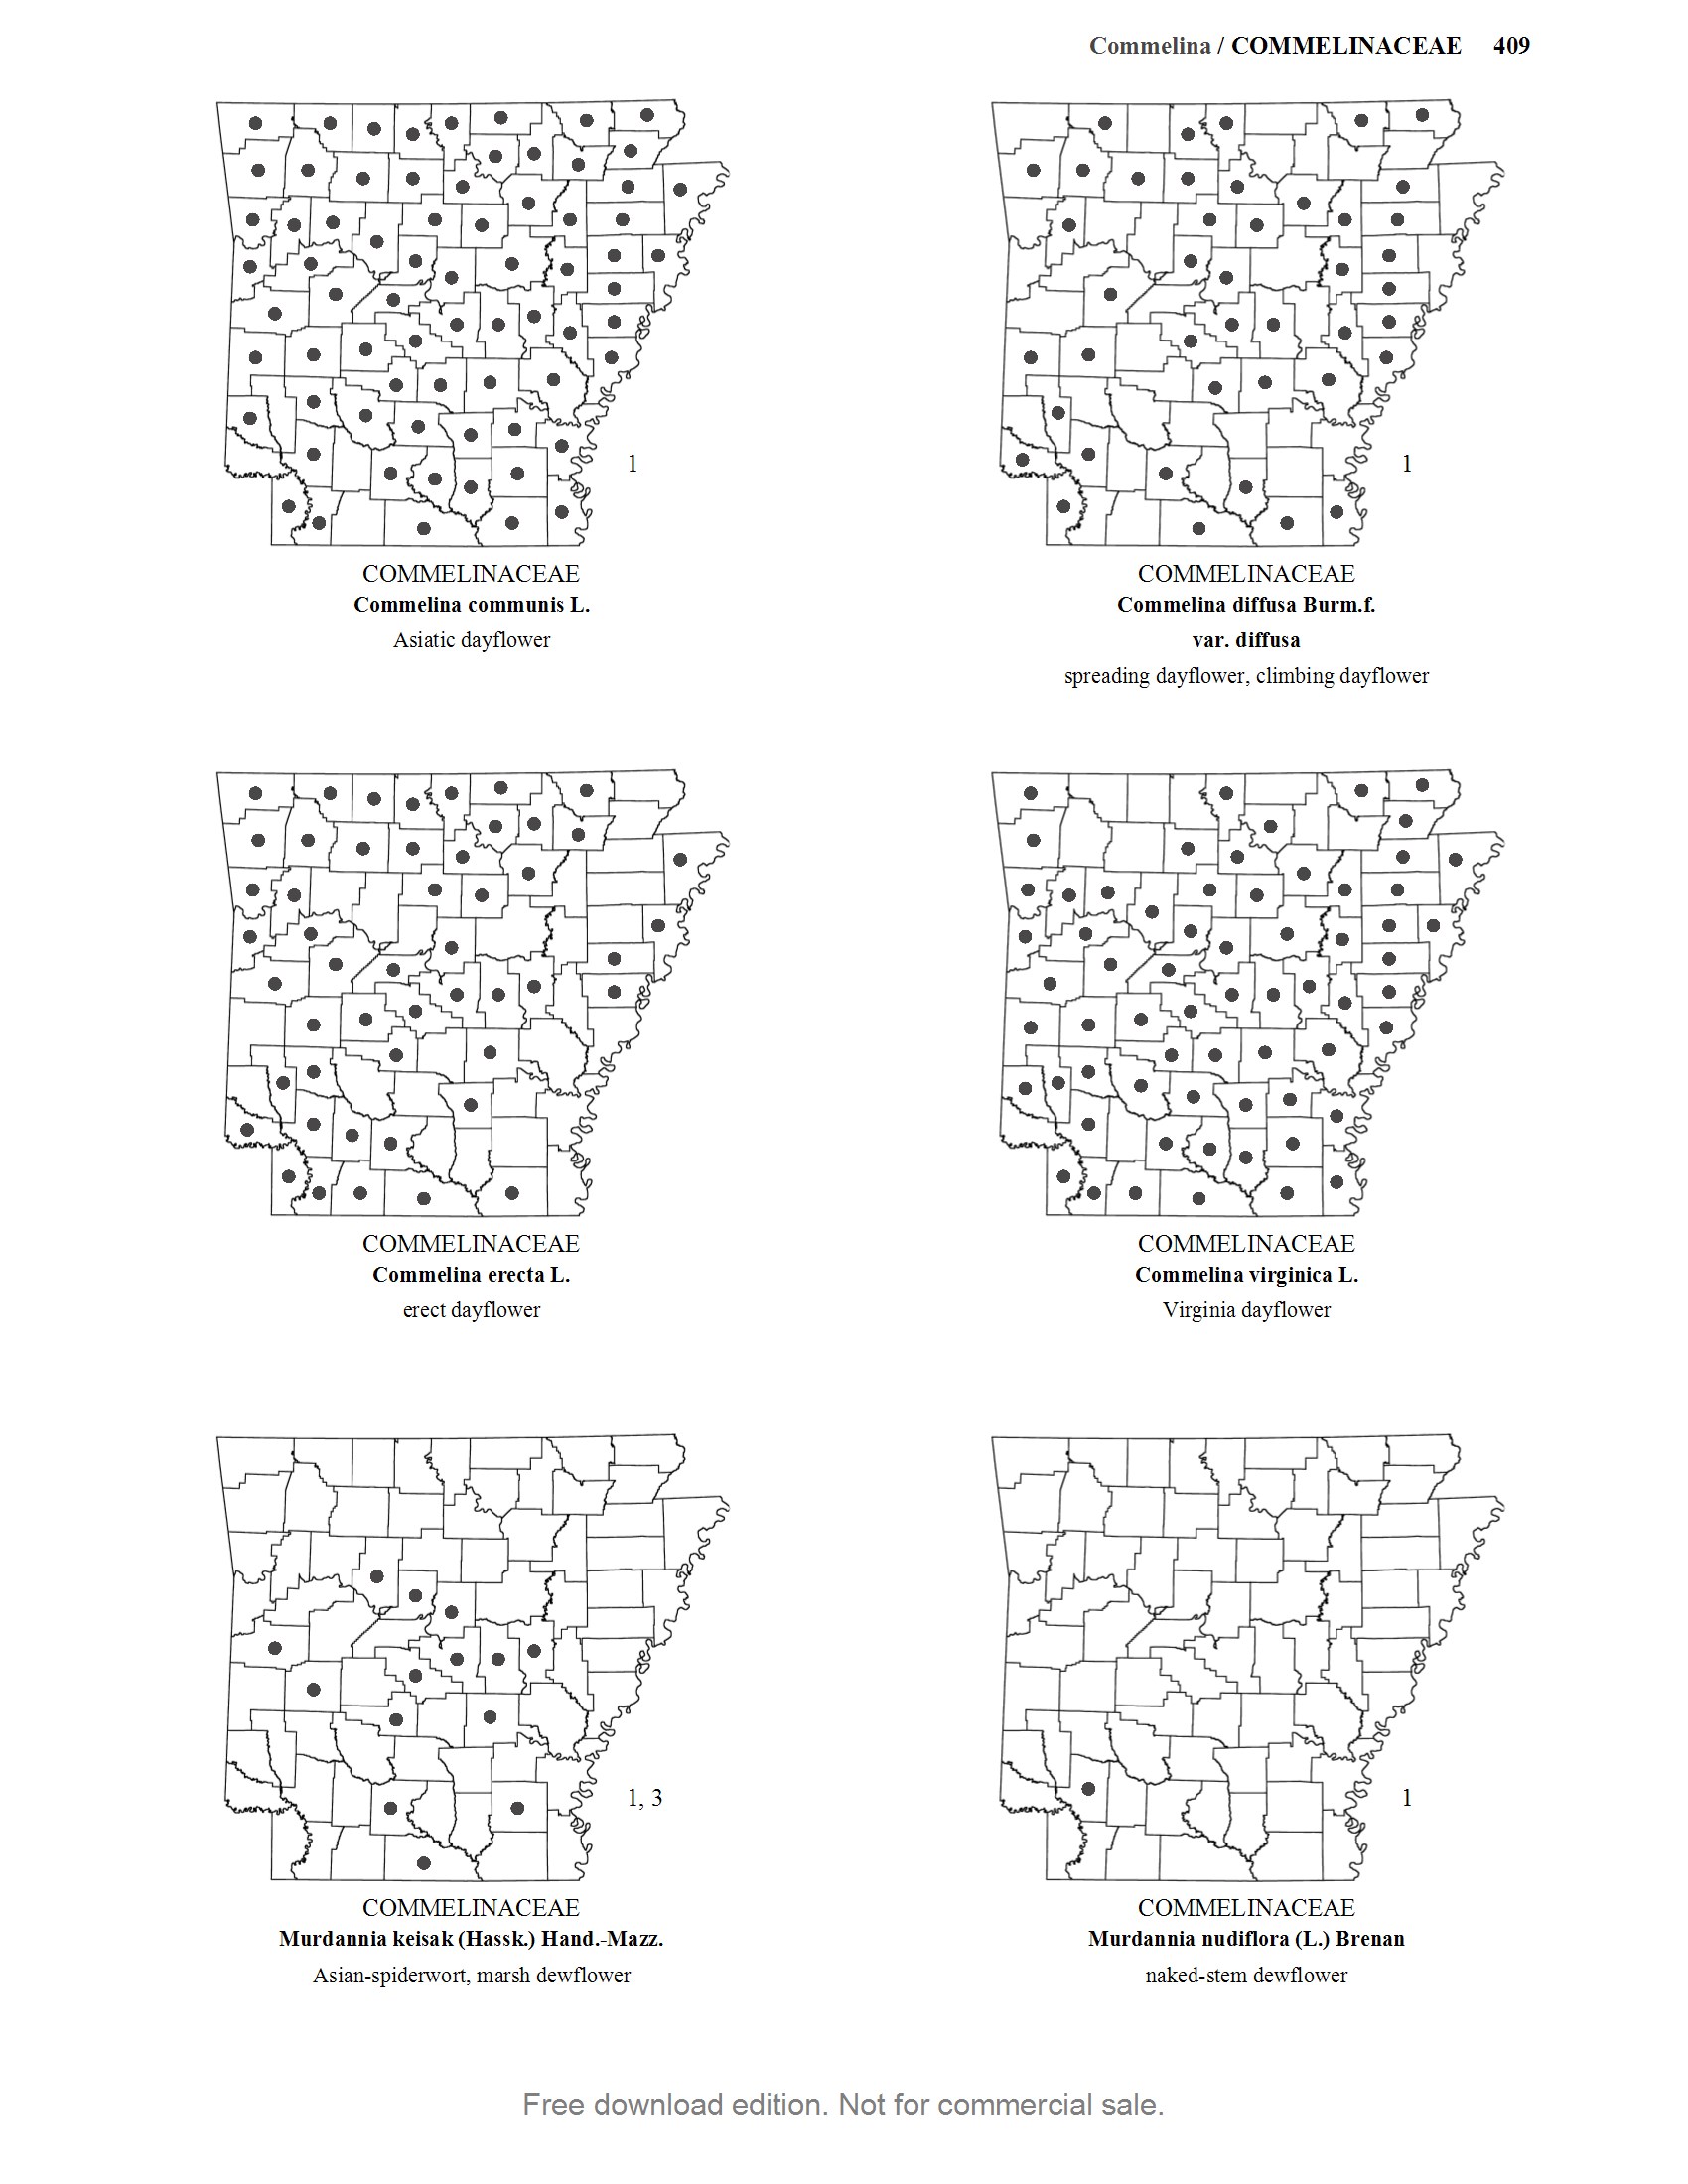 Commelina / COMMELINACEAE 409
1
COMMELINACEAE
Commelina communis L.
Asiatic dayflower
1
COMMELINACEAE
Commelina diffusa Burm.f.
var. diffusa
spreading dayflower, climbing dayflower
COMMELINACEAE
Commelina erecta L.
erect dayflower
COMMELINACEAE
Commelina virginica L.
Virginia dayflower
1, 3
COMMELINACEAE
Murdannia keisak (Hassk.) Hand.-Mazz.
Asian-spiderwort, marsh dewflower
1
COMMELINACEAE
Murdannia nudiflora (L.) Brenan
naked-stem dewflower
Free download edition. Not for commercial sale.